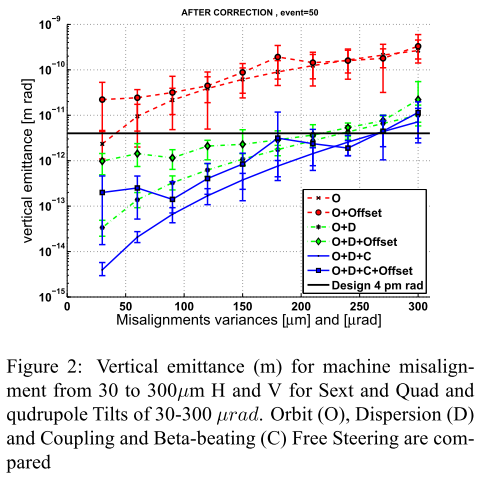 AFTER CORRECTION , event=50
vertical emittance [m rad]
10⁻⁹
10⁻¹⁰
10⁻¹¹
10⁻¹²
10⁻¹³
10⁻¹⁴
10⁻¹⁵
O
O+Offset
O+D
O+D+Offset
O+D+C
O+D+C+Offset
Design 4 pm rad
0 50 100 150 200 250 300
Misalignments variances [μm] and [μrad]
Figure 2: Vertical emittance (m) for machine misalign-
ment from 30 to 300μm H and V for Sext and Quad and
qudrupole Tilts of 30-300 μrad. Orbit (O), Dispersion (D)
and Coupling and Beta-beating (C) Free Steering are com-
pared